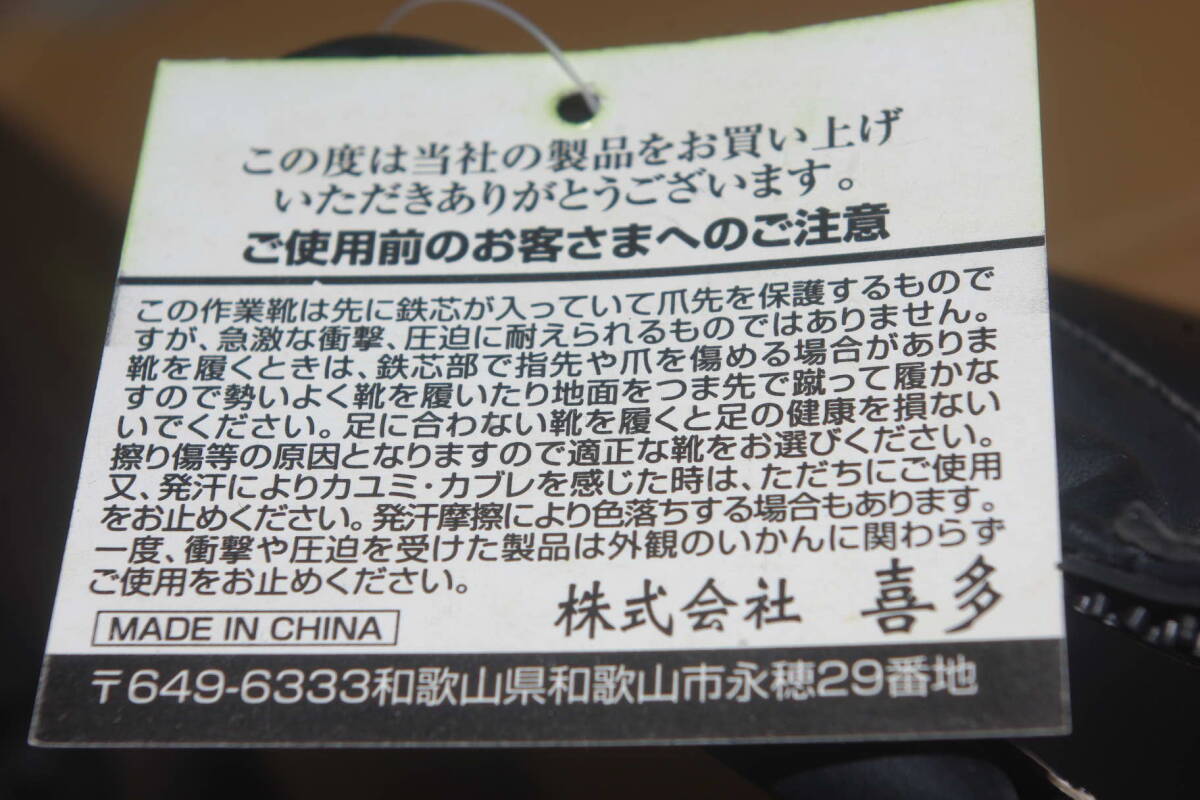 この度は当社の製品をお買い上げ
いただきありがとうございます。
ご使用前のお客さまへのご注意
この作業靴は先に鉄芯が入っていて爪先を保護するもので
すが、急激な衝撃、圧迫に耐えられるものではありません。
靴を履くときは、鉄芯部で指先や爪を傷める場合がありま
すので勢いよく靴を履いたり地面をつま先で蹴って履かな
いでください。足に合わない靴を履くと足の健康を損ない
擦り傷等の原因となりますので適正な靴をお選びください。
又、発汗によりカユミ・カブレを感じた時は、ただちにご使用
をお止めください。発汗摩擦により色落ちする場合もあります。
一度、衝撃や圧迫を受けた製品は外観のいかんに関わらず
ご使用をお止めください。
株式会社 喜多
MADE IN CHINA
〒649-6333和歌山県和歌山市永穂29番地